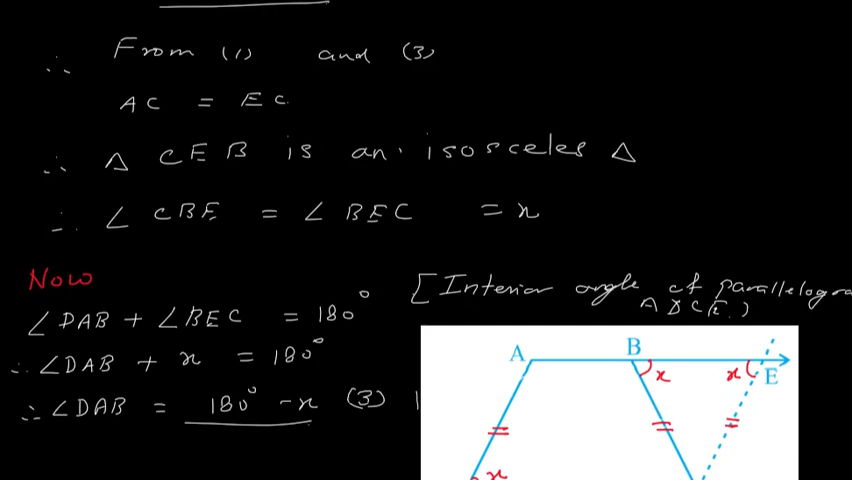 ∴ From (1) and (3)
AC = EC
∴ Δ CEB is an isosceles Δ
∴ ∠ CBE = ∠ BEC = x
Now
∠DAB + ∠BEC = 180° [Interior angle of parallelogra
ADCE.)
∴ ∠DAB + x = 180°
∴ ∠DAB = 180° - x (3)
A B
x x E
x